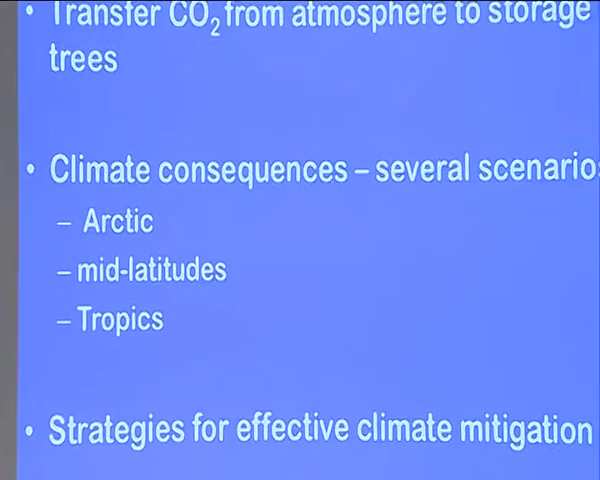 • Transfer CO₂ from atmosphere to storage
trees
• Climate consequences – several scenarios
– Arctic
– mid-latitudes
– Tropics
• Strategies for effective climate mitigation